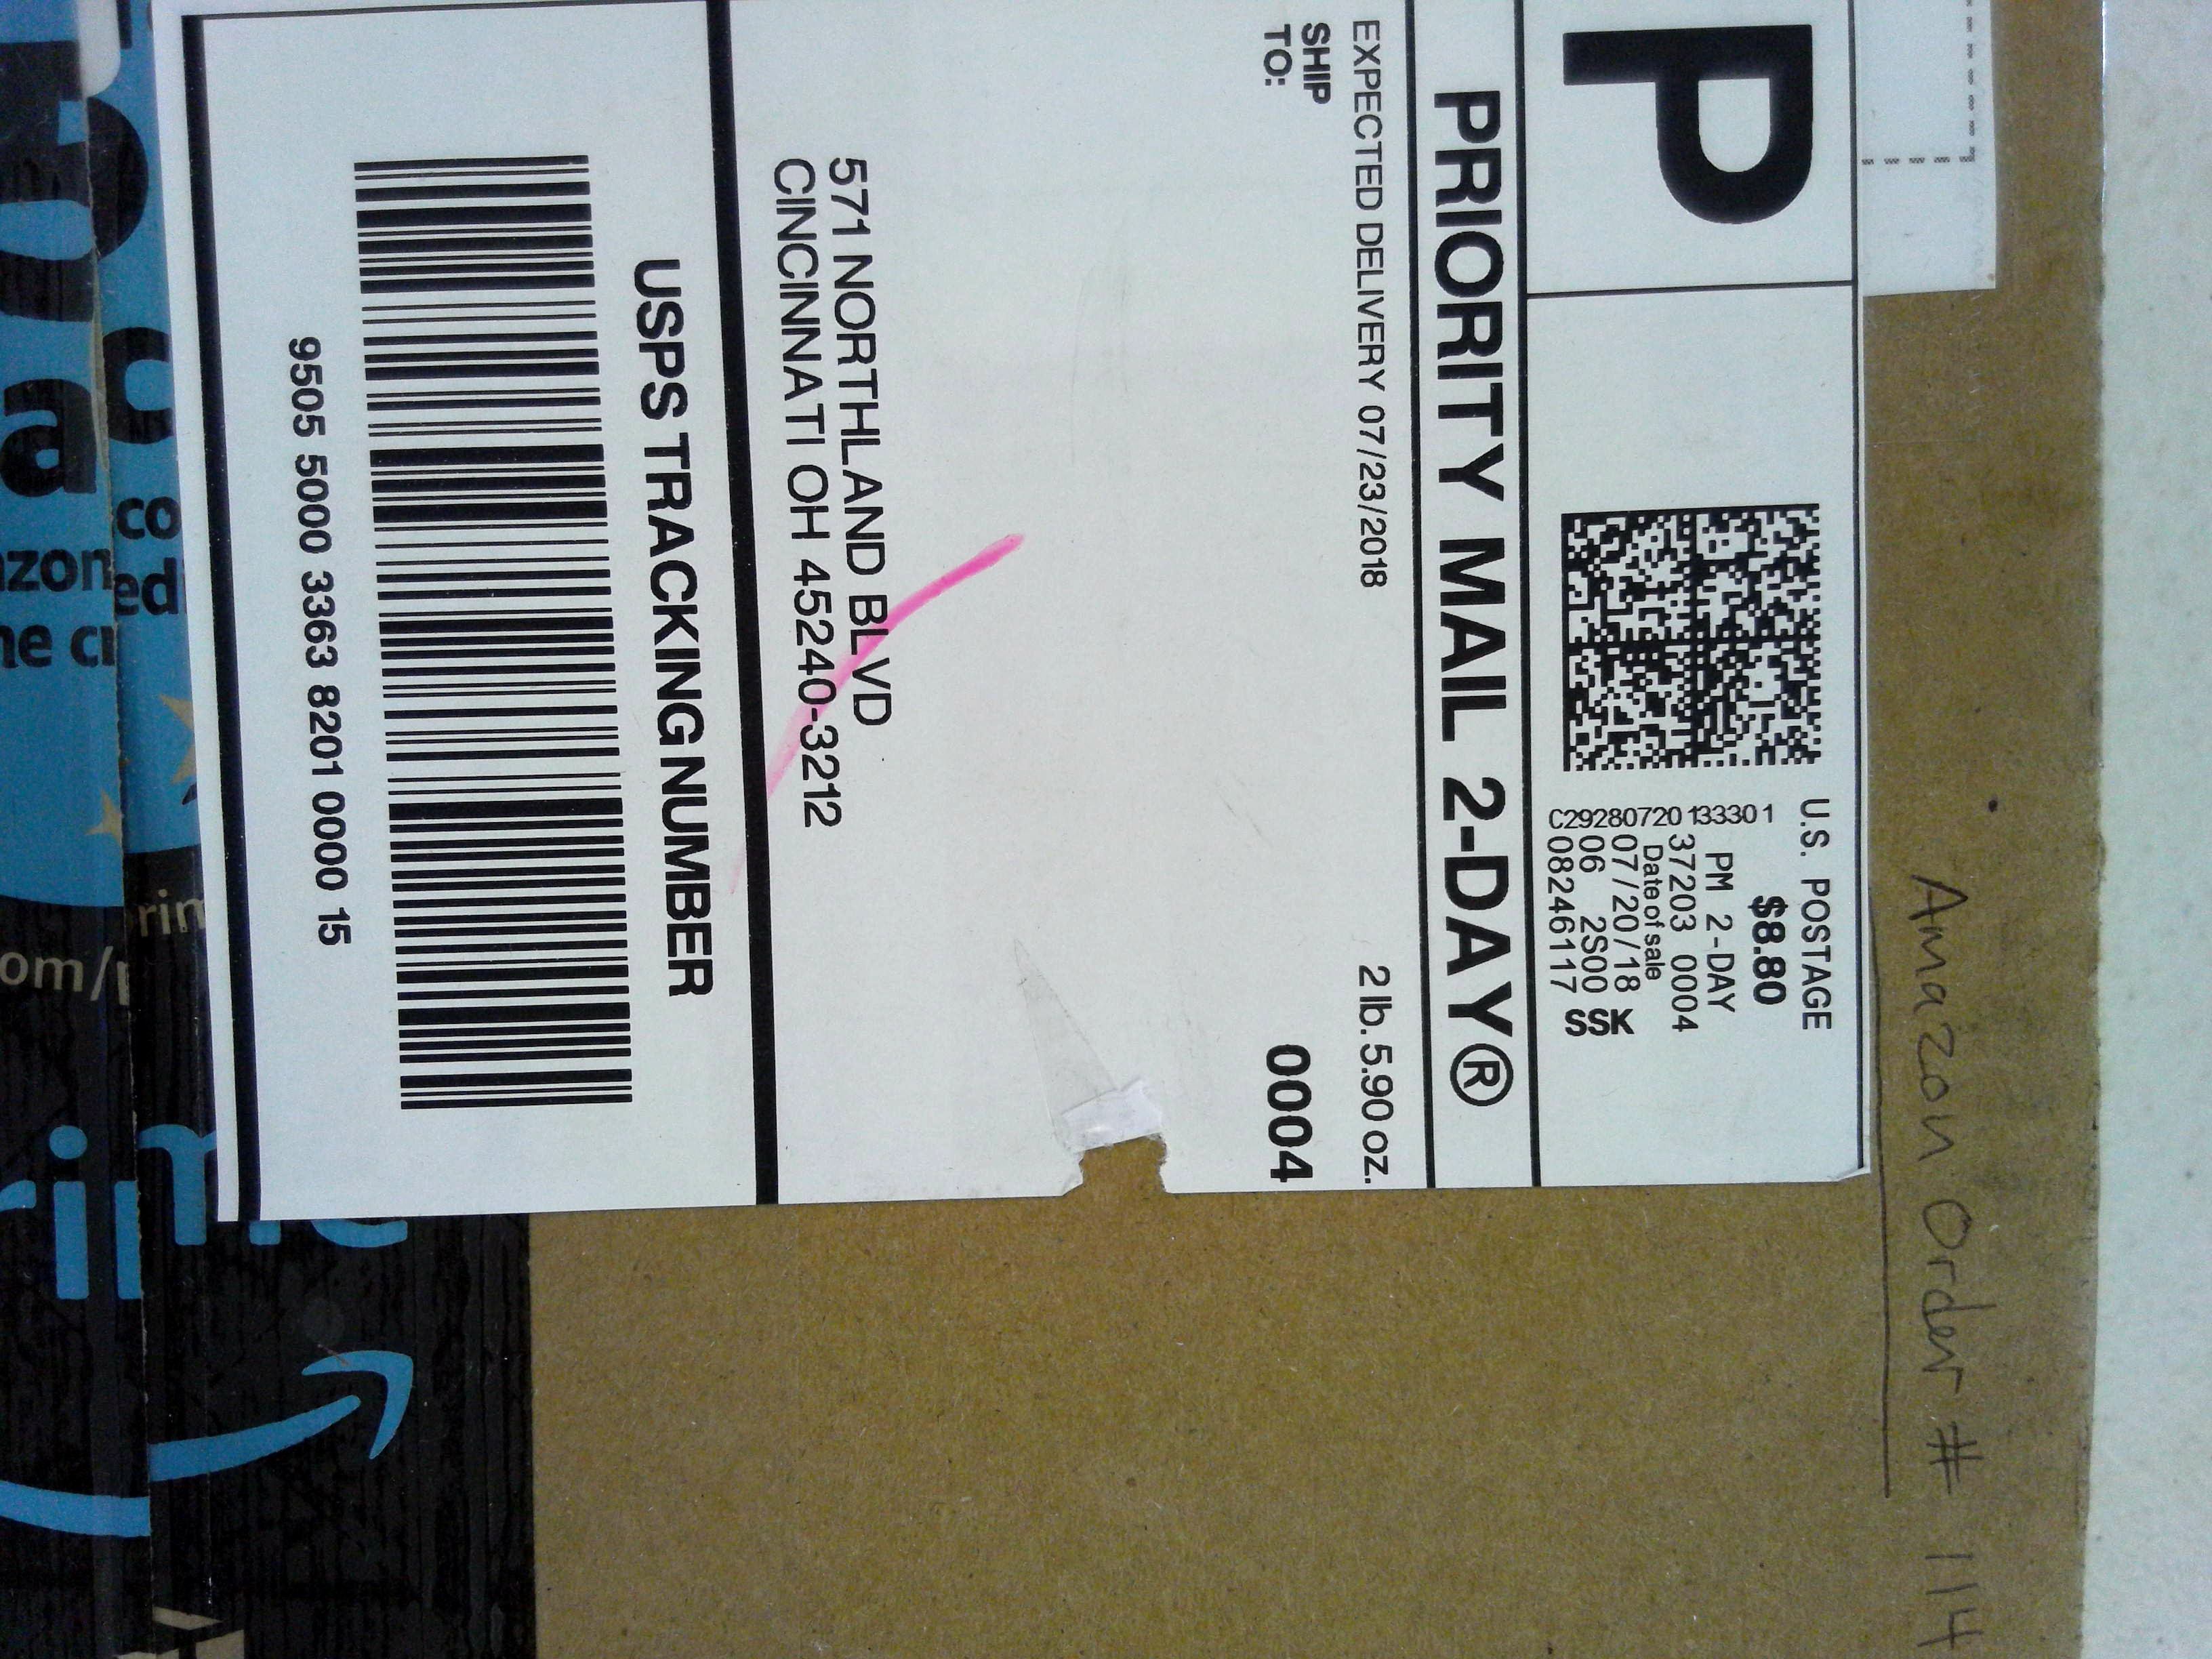 Amazon Order # 114
P
U.S. POSTAGE
$8.80
PM 2-DAY
37203 0004
Date of sale
07/20/18
06 2S00
08246117
SSK
C29280720133301
PRIORITY MAIL 2-DAY®
EXPECTED DELIVERY 07/23/2018
2 lb. 5.90 oz.
0004
SHIP
TO:
571 NORTHLAND BLVD
CINCINNATI OH 45240-3212
USPS TRACKING NUMBER
9505 5000 3363 8201 0000 15